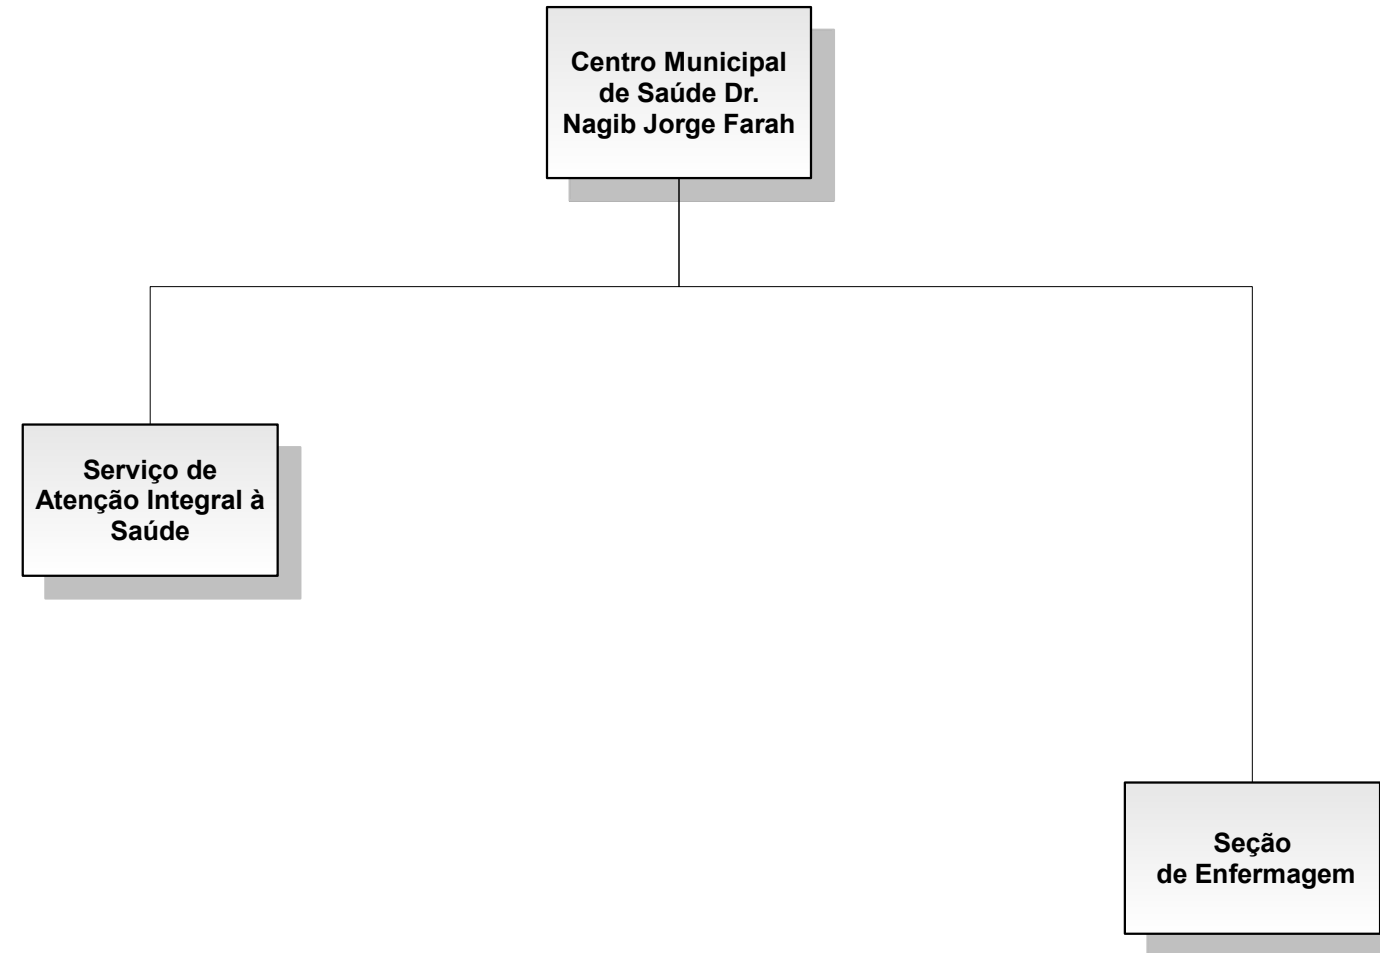 Centro Municipal
de Saúde Dr.
Nagib Jorge Farah
Serviço de
Atenção Integral à
Saúde
Seção
de Enfermagem